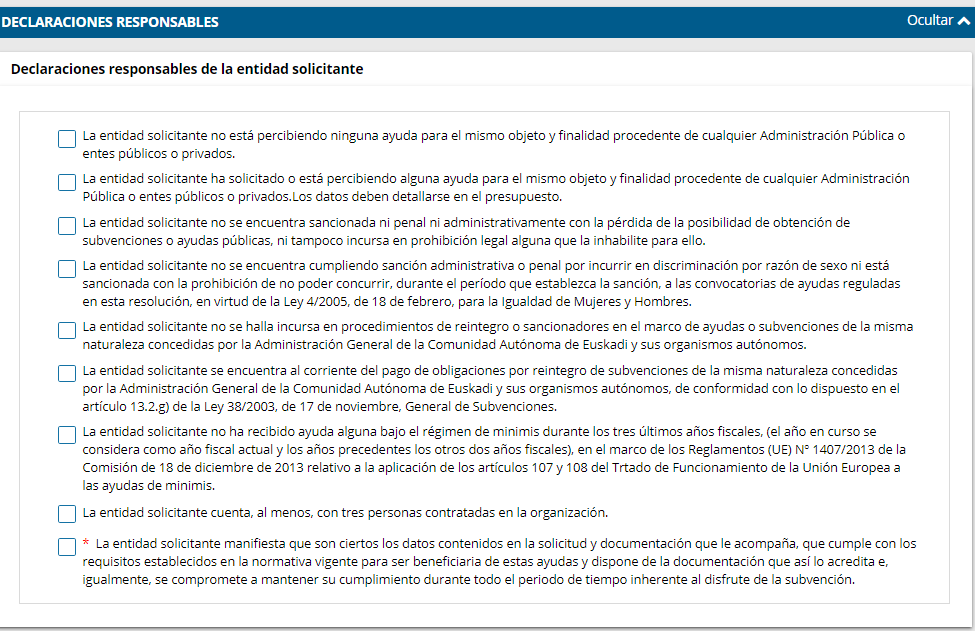 DECLARACIONES RESPONSABLES
Ocultar
Declaraciones responsables de la entidad solicitante
La entidad solicitante no está percibiendo ninguna ayuda para el mismo objeto y finalidad procedente de cualquier Administración Pública o
entes públicos o privados.
La entidad solicitante ha solicitado o está percibiendo alguna ayuda para el mismo objeto y finalidad procedente de cualquier Administración
Pública o entes públicos o privados.Los datos deben detallarse en el presupuesto.
La entidad solicitante no se encuentra sancionada ni penal ni administrativamente con la pérdida de la posibilidad de obtención de
subvenciones o ayudas públicas, ni tampoco incursa en prohibición legal alguna que la inhabilite para ello.
La entidad solicitante no se encuentra cumpliendo sanción administrativa o penal por incurrir en discriminación por razón de sexo ni está
sancionada con la prohibición de no poder concurrir, durante el período que establezca la sanción, a las convocatorias de ayudas reguladas
en esta resolución, en virtud de la Ley 4/2005, de 18 de febrero, para la Igualdad de Mujeres y Hombres.
La entidad solicitante no se halla incursa en procedimientos de reintegro o sancionadores en el marco de ayudas o subvenciones de la misma
naturaleza concedidas por la Administración General de la Comunidad Autónoma de Euskadi y sus organismos autónomos.
La entidad solicitante se encuentra al corriente del pago de obligaciones por reintegro de subvenciones de la misma naturaleza concedidas
por la Administración General de la Comunidad Autónoma de Euskadi y sus organismos autónomos, de conformidad con lo dispuesto en el
artículo 13.2.g) de la Ley 38/2003, de 17 de noviembre, General de Subvenciones.
La entidad solicitante no ha recibido ayuda alguna bajo el régimen de minimis durante los tres últimos años fiscales, (el año en curso se
considera como año fiscal actual y los años precedentes los otros dos años fiscales), en el marco de los Reglamentos (UE) Nº 1407/2013 de la
Comisión de 18 de diciembre de 2013 relativo a la aplicación de los artículos 107 y 108 del Trtado de Funcionamiento de la Unión Europea a
las ayudas de minimis.
La entidad solicitante cuenta, al menos, con tres personas contratadas en la organización.
* La entidad solicitante manifiesta que son ciertos los datos contenidos en la solicitud y documentación que le acompaña, que cumple con los
requisitos establecidos en la normativa vigente para ser beneficiaria de estas ayudas y dispone de la documentación que así lo acredita e,
igualmente, se compromete a mantener su cumplimiento durante todo el periodo de tiempo inherente al disfrute de la subvención.